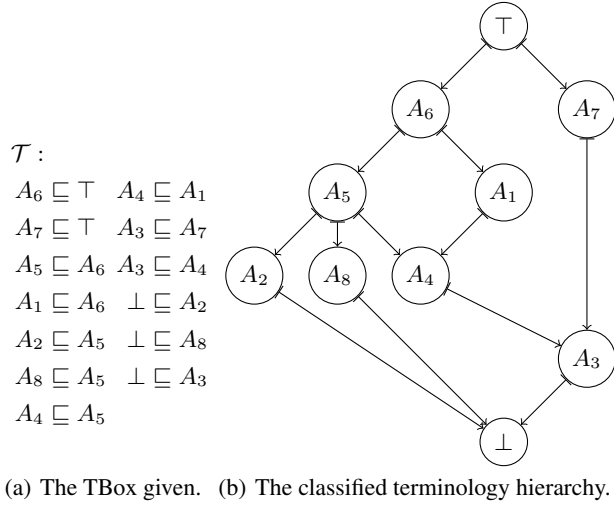 ⊤
A₆ A₇
𝒯 :
A₆ ⊑ ⊤ A₄ ⊑ A₁
A₅ A₁
A₇ ⊑ ⊤ A₃ ⊑ A₇
A₅ ⊑ A₆ A₃ ⊑ A₄
A₂ A₈ A₄
A₁ ⊑ A₆ ⊥ ⊑ A₂
A₂ ⊑ A₅ ⊥ ⊑ A₈
A₃
A₈ ⊑ A₅ ⊥ ⊑ A₃
A₄ ⊑ A₅
⊥
(a) The TBox given. (b) The classified terminology hierarchy.